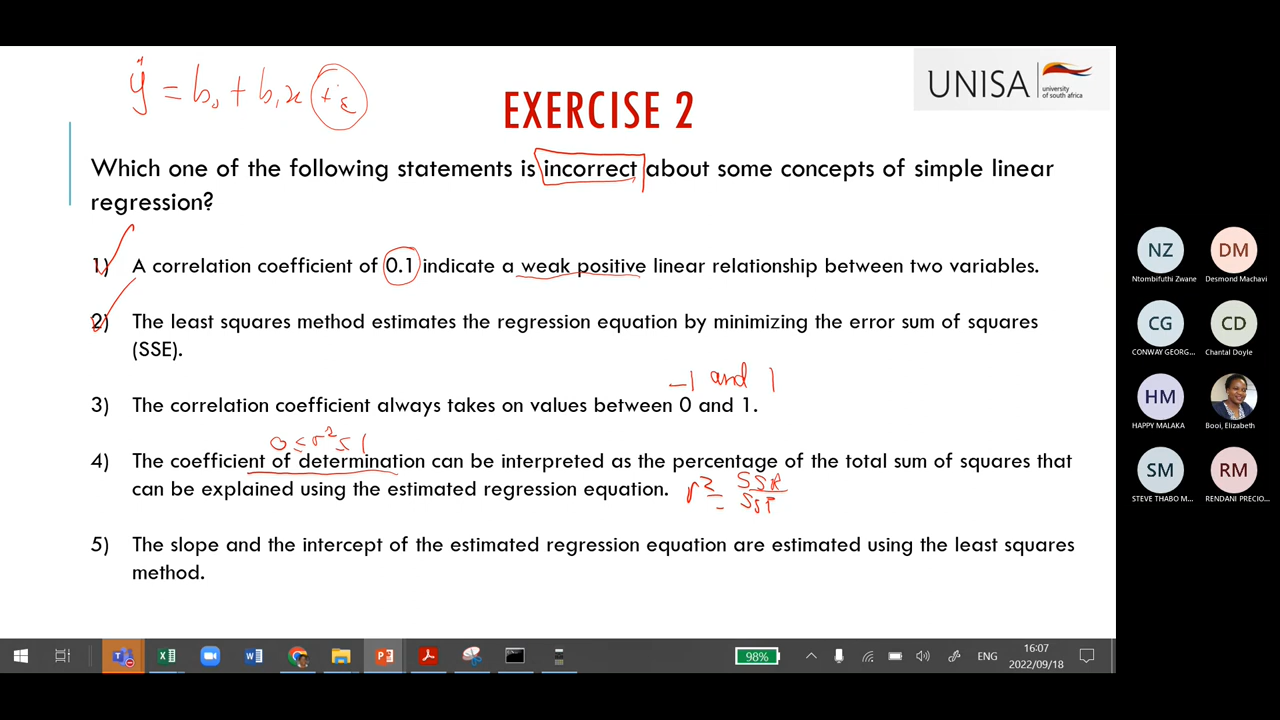 ŷ = b₀ + b₁x + ε
UNISA
university
of south africa
EXERCISE 2
Which one of the following statements is incorrect about some concepts of simple linear
regression?
1) A correlation coefficient of 0.1 indicate a weak positive linear relationship between two variables.
2) The least squares method estimates the regression equation by minimizing the error sum of squares
(SSE).
-1 and 1
3) The correlation coefficient always takes on values between 0 and 1.
0 ≤ r² ≤ 1
4) The coefficient of determination can be interpreted as the percentage of the total sum of squares that
can be explained using the estimated regression equation.
r² = SSR
SST
5) The slope and the intercept of the estimated regression equation are estimated using the least squares
method.
NZ
Ntombifuthi Zwane
DM
Desmond Machavi
CG
CONWAY GEORG...
CD
Chantal Doyle
HM
HAPPY MALAKA
Booi, Elizabeth
SM
STEVE THABO M...
RM
RENDANI PRECIO...
98%
ENG
16:07
2022/09/18